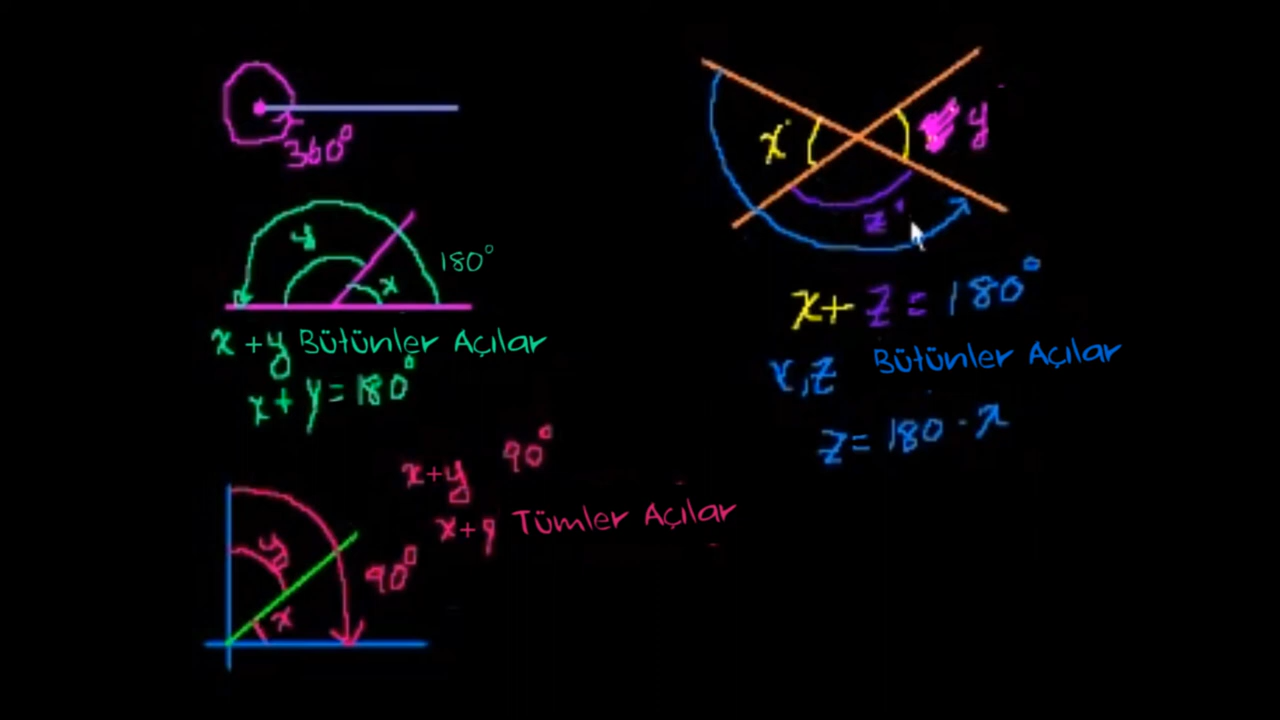 360°
y
x
180°
x + y Bütünler Açılar
x + y = 180°
x+y 90°
x+y Tümler Açılar
y
90°
x
x
y
z
x + z = 180°
x, z Bütünler Açılar
z = 180 - x